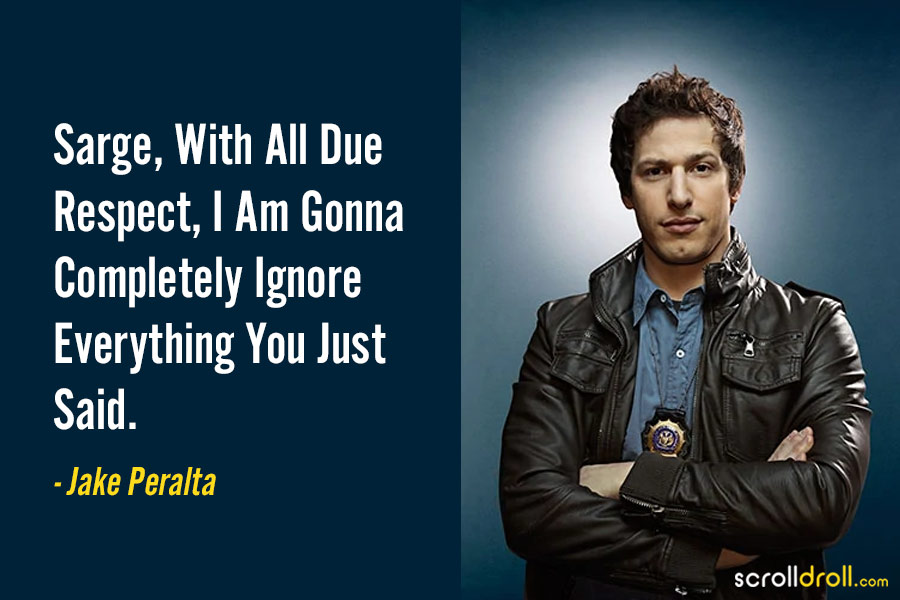 Sarge, With All Due
Respect, I Am Gonna
Completely Ignore
Everything You Just
Said.
- Jake Peralta
scrolldroll.com